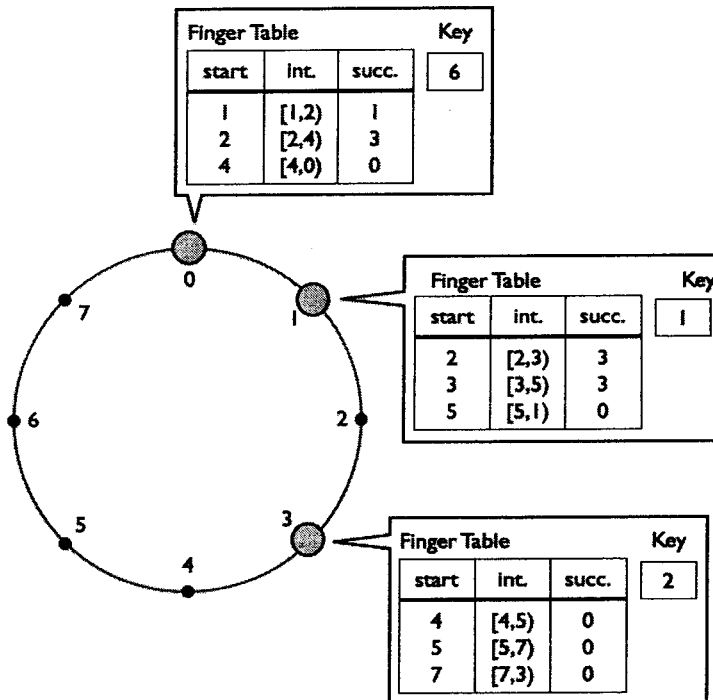 Finger Table Key
start int. succ. 6
1 [1,2) 1
2 [2,4) 3
4 [4,0) 0
0
7
1
6
2
5
3
4
Finger Table Key
start int. succ. 1
2 [2,3) 3
3 [3,5) 3
5 [5,1) 0
Finger Table Key
start int. succ. 2
4 [4,5) 0
5 [5,7) 0
7 [7,3) 0